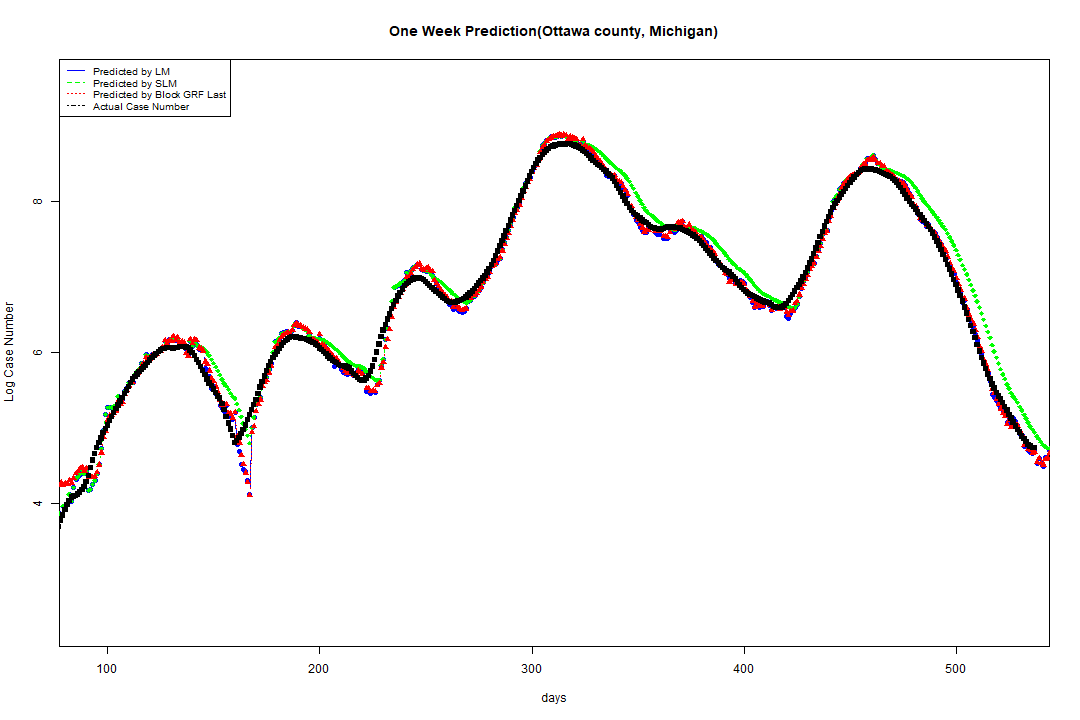 One Week Prediction(Ottawa county, Michigan)
Predicted by LM
Predicted by SLM
Predicted by Block GRF Last
Actual Case Number
Log Case Number
8
6
4
100 200 300 400 500
days